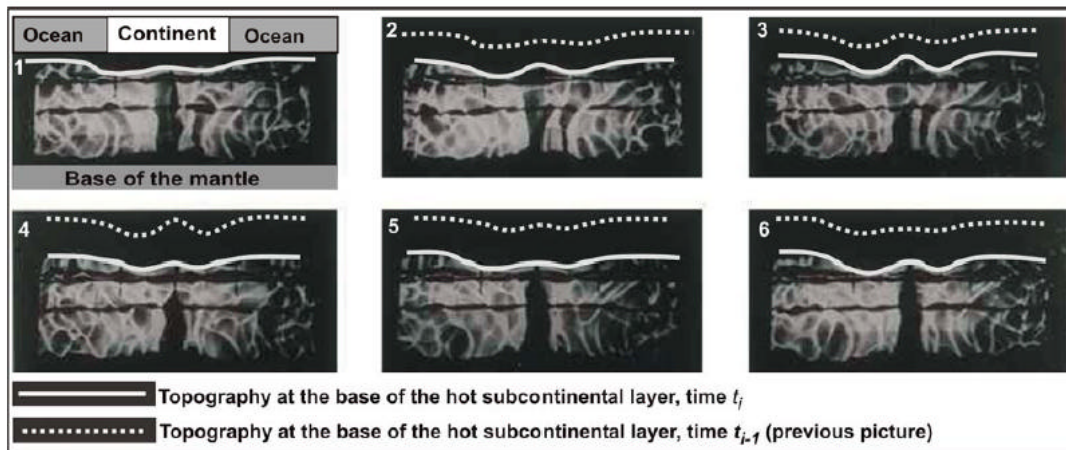 Ocean Continent Ocean
1
2
3
Base of the mantle
4
5
6
Topography at the base of the hot subcontinental layer, time ti
Topography at the base of the hot subcontinental layer, time ti-1 (previous picture)